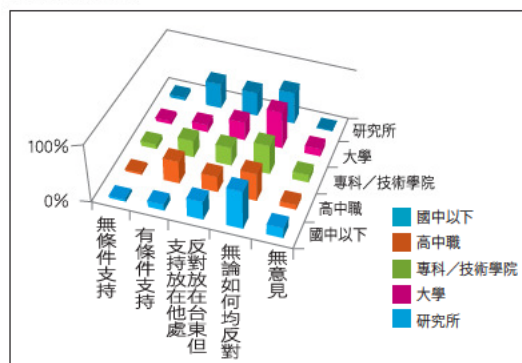 100%
0%
無條件支持
有條件支持
反對放在台東但
支持放在他處
無論如何均反對
無意見
研究所
大學
專科／技術學院
高中職
國中以下
國中以下
高中職
專科／技術學院
大學
研究所